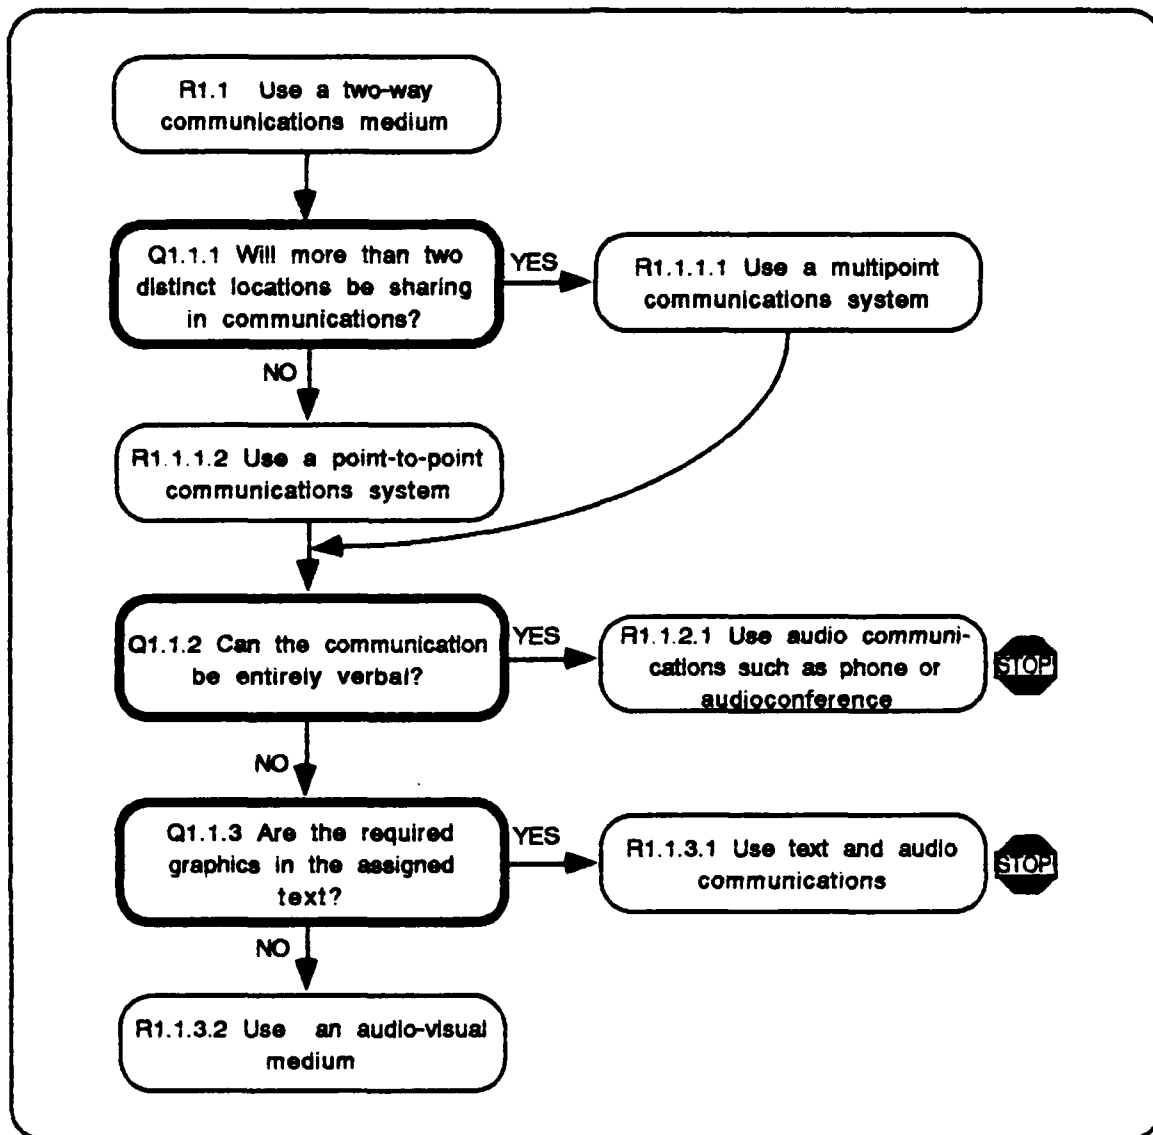 R1.1 Use a two-way
communications medium
Q1.1.1 Will more than two
distinct locations be sharing
in communications?
YES
R1.1.1.1 Use a multipoint
communications system
NO
R1.1.1.2 Use a point-to-point
communications system
Q1.1.2 Can the communication
be entirely verbal?
YES
R1.1.2.1 Use audio communi-
cations such as phone or
audioconference
STOP
NO
Q1.1.3 Are the required
graphics in the assigned
text?
YES
R1.1.3.1 Use text and audio
communications
STOP
NO
R1.1.3.2 Use an audio-visual
medium